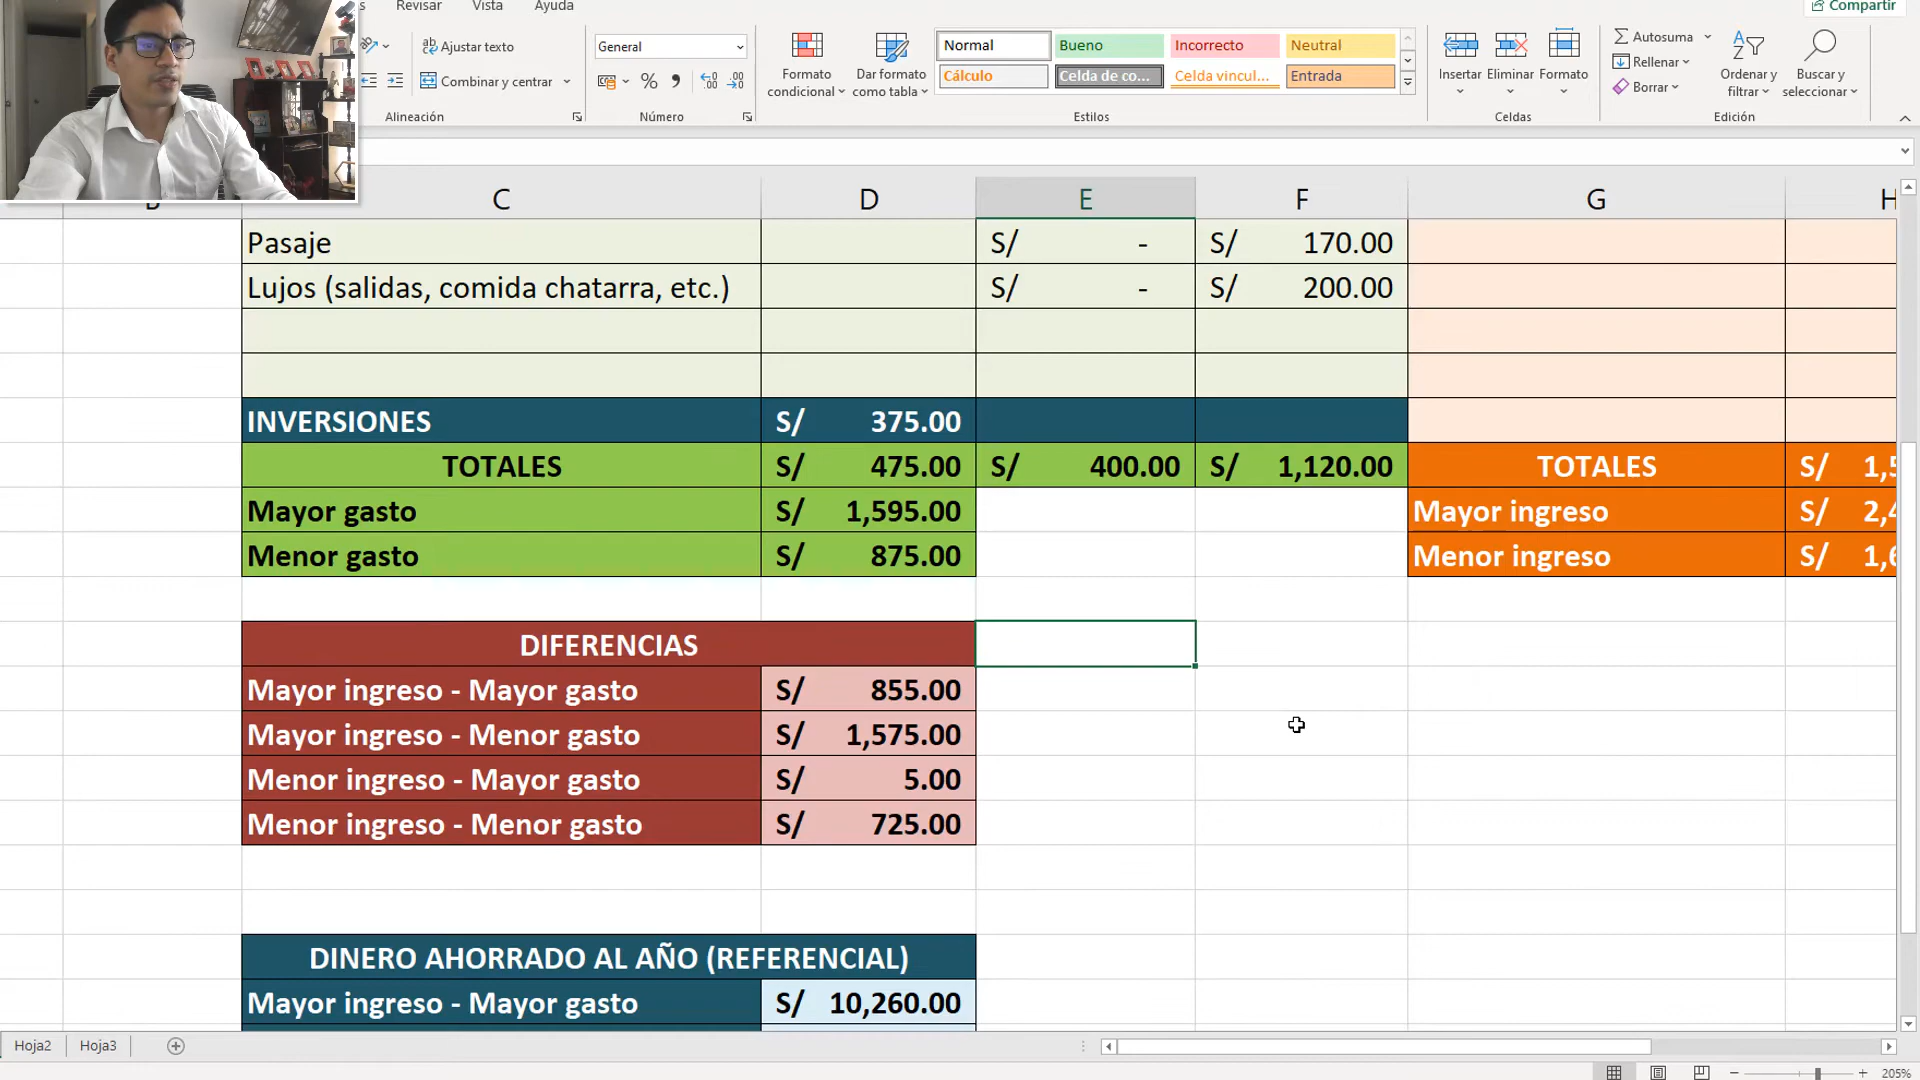 Revisar Vista Ayuda Compartir
Ajustar texto General Normal Bueno Incorrecto Neutral Autosuma
Combinar y centrar % Cálculo Celda de co... Celda vincul... Entrada Rellenar
Formato condicional Dar formato como tabla Insertar Eliminar Formato Borrar Ordenar y filtrar Buscar y seleccionar
Alineación Número Estilos Celdas Edición
C D E F G H
Pasaje S/ - S/ 170.00
Lujos (salidas, comida chatarra, etc.) S/ - S/ 200.00
INVERSIONES S/ 375.00
TOTALES S/ 475.00 S/ 400.00 S/ 1,120.00 TOTALES S/
Mayor gasto S/ 1,595.00 Mayor ingreso S/
Menor gasto S/ 875.00 Menor ingreso S/
DIFERENCIAS
Mayor ingreso - Mayor gasto S/ 855.00
Mayor ingreso - Menor gasto S/ 1,575.00
Menor ingreso - Mayor gasto S/ 5.00
Menor ingreso - Menor gasto S/ 725.00
DINERO AHORRADO AL AÑO (REFERENCIAL)
Mayor ingreso - Mayor gasto S/ 10,260.00
Hoja2 Hoja3
205%